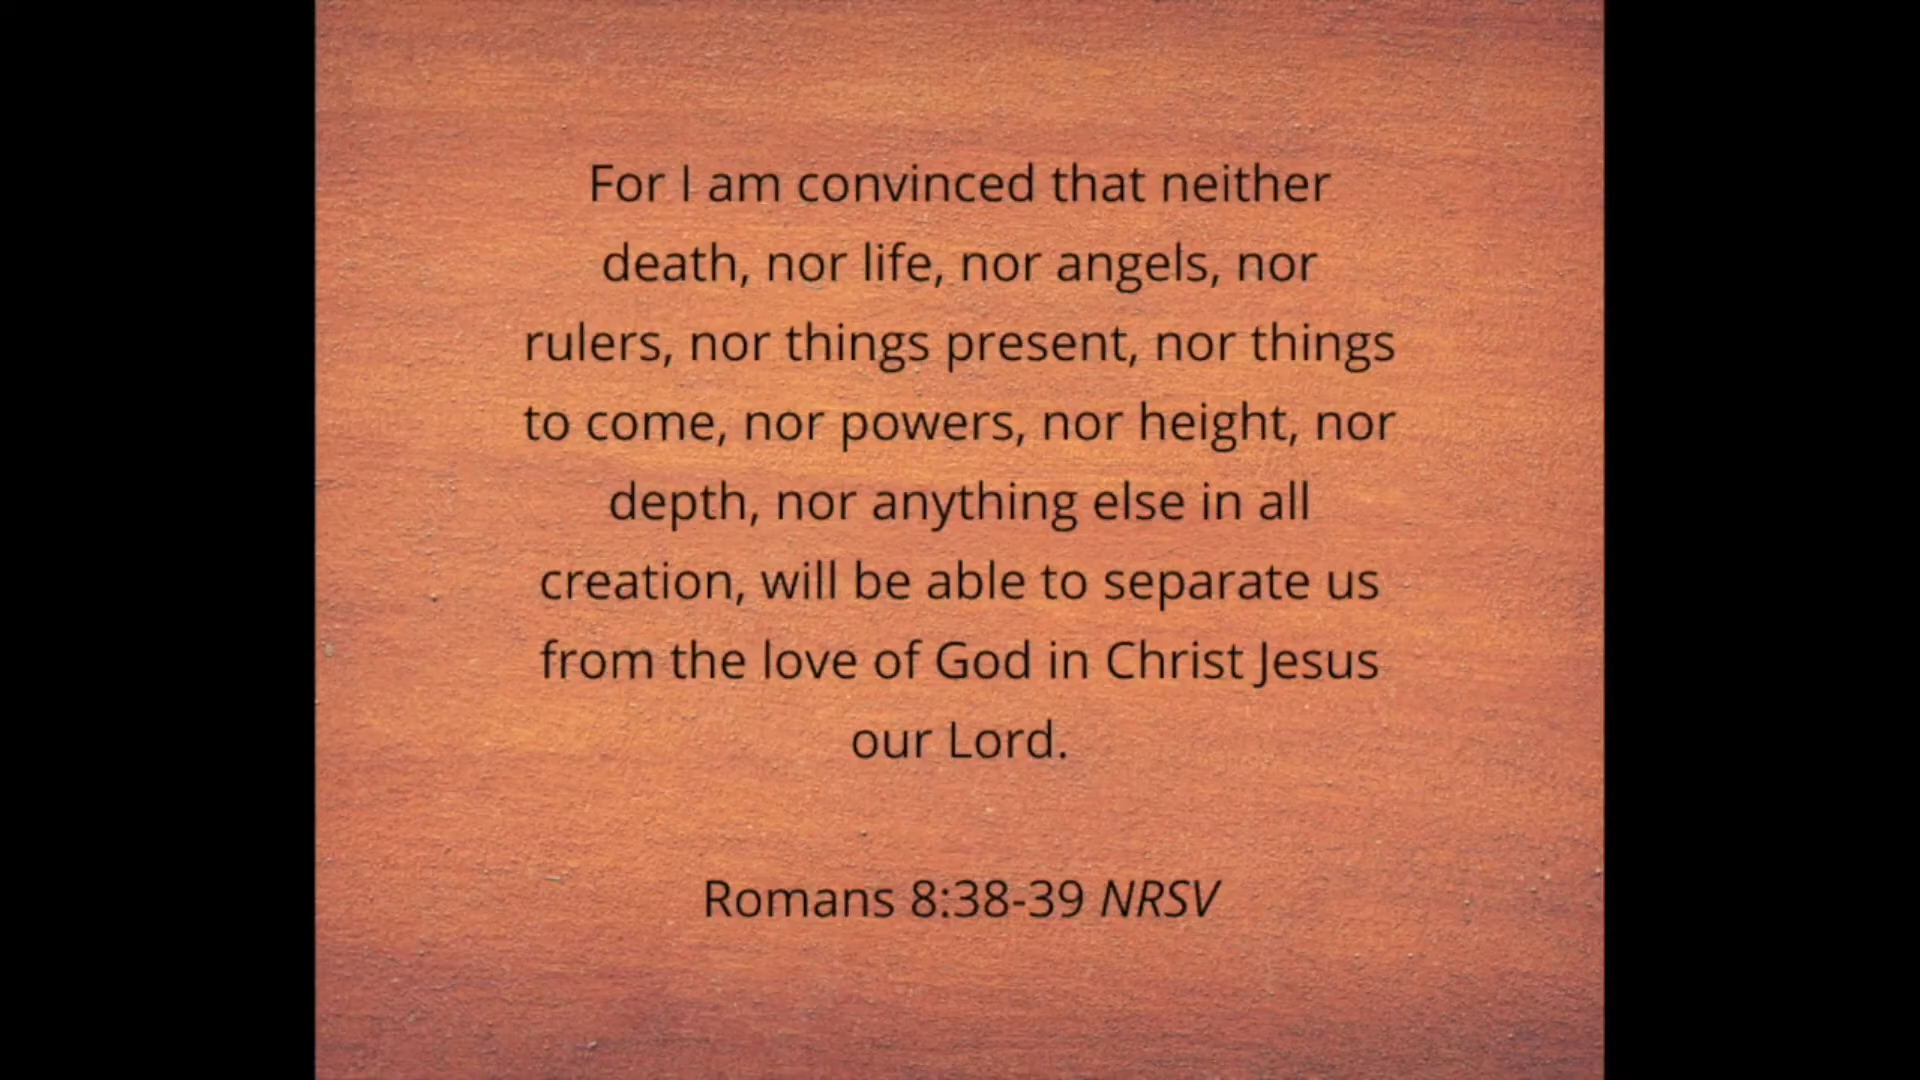 For I am convinced that neither
death, nor life, nor angels, nor
rulers, nor things present, nor things
to come, nor powers, nor height, nor
depth, nor anything else in all
creation, will be able to separate us
from the love of God in Christ Jesus
our Lord.
Romans 8:38-39 NRSV